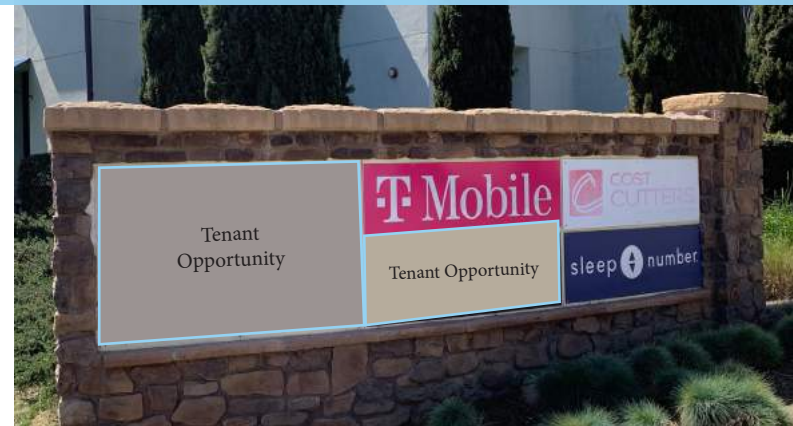 Tenant
Opportunity
T Mobile
Tenant Opportunity
COST
CUTTERS
sleep number